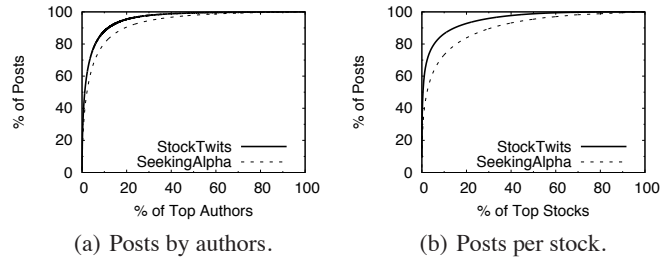 % of Posts
100
80
60
40
20
0
StockTwits
SeekingAlpha
0 20 40 60 80 100
% of Top Authors
(a) Posts by authors.
% of Posts
100
80
60
40
20
0
StockTwits
SeekingAlpha
0 20 40 60 80 100
% of Top Stocks
(b) Posts per stock.